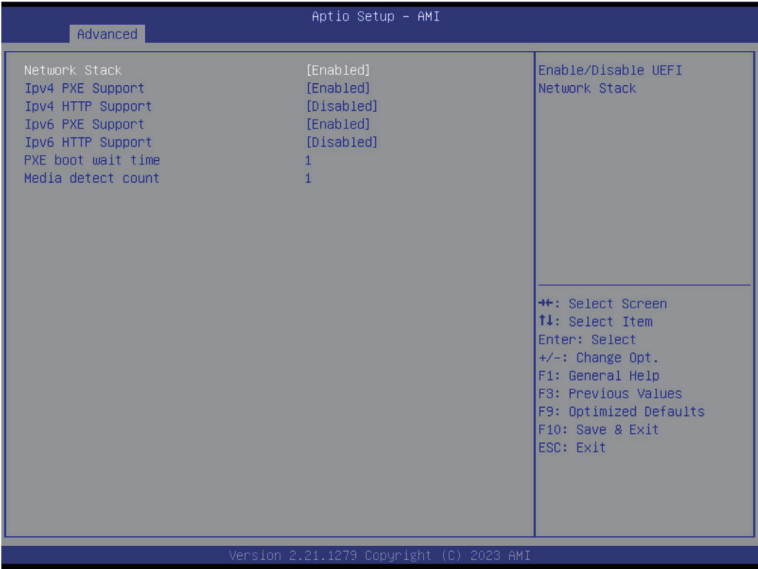 Aptio Setup – AMI
Advanced
Network Stack [Enabled]
Ipv4 PXE Support [Enabled]
Ipv4 HTTP Support [Disabled]
Ipv6 PXE Support [Enabled]
Ipv6 HTTP Support [Disabled]
PXE boot wait time 1
Media detect count 1
Enable/Disable UEFI
Network Stack
→←: Select Screen
↑↓: Select Item
Enter: Select
+/-: Change Opt.
F1: General Help
F3: Previous Values
F9: Optimized Defaults
F10: Save & Exit
ESC: Exit
Version 2.21.1279 Copyright (C) 2023 AMI